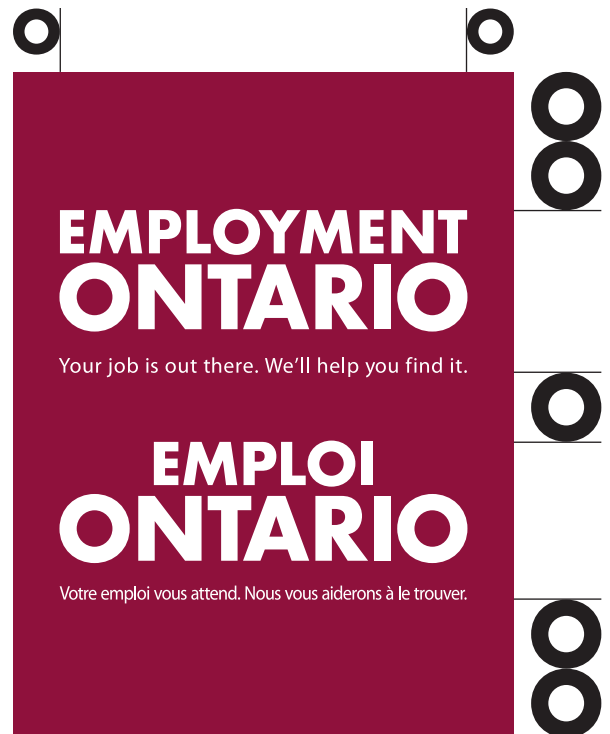 EMPLOYMENT
ONTARIO
Your job is out there. We’ll help you find it.
EMPLOI
ONTARIO
Votre emploi vous attend. Nous vous aiderons à le trouver.